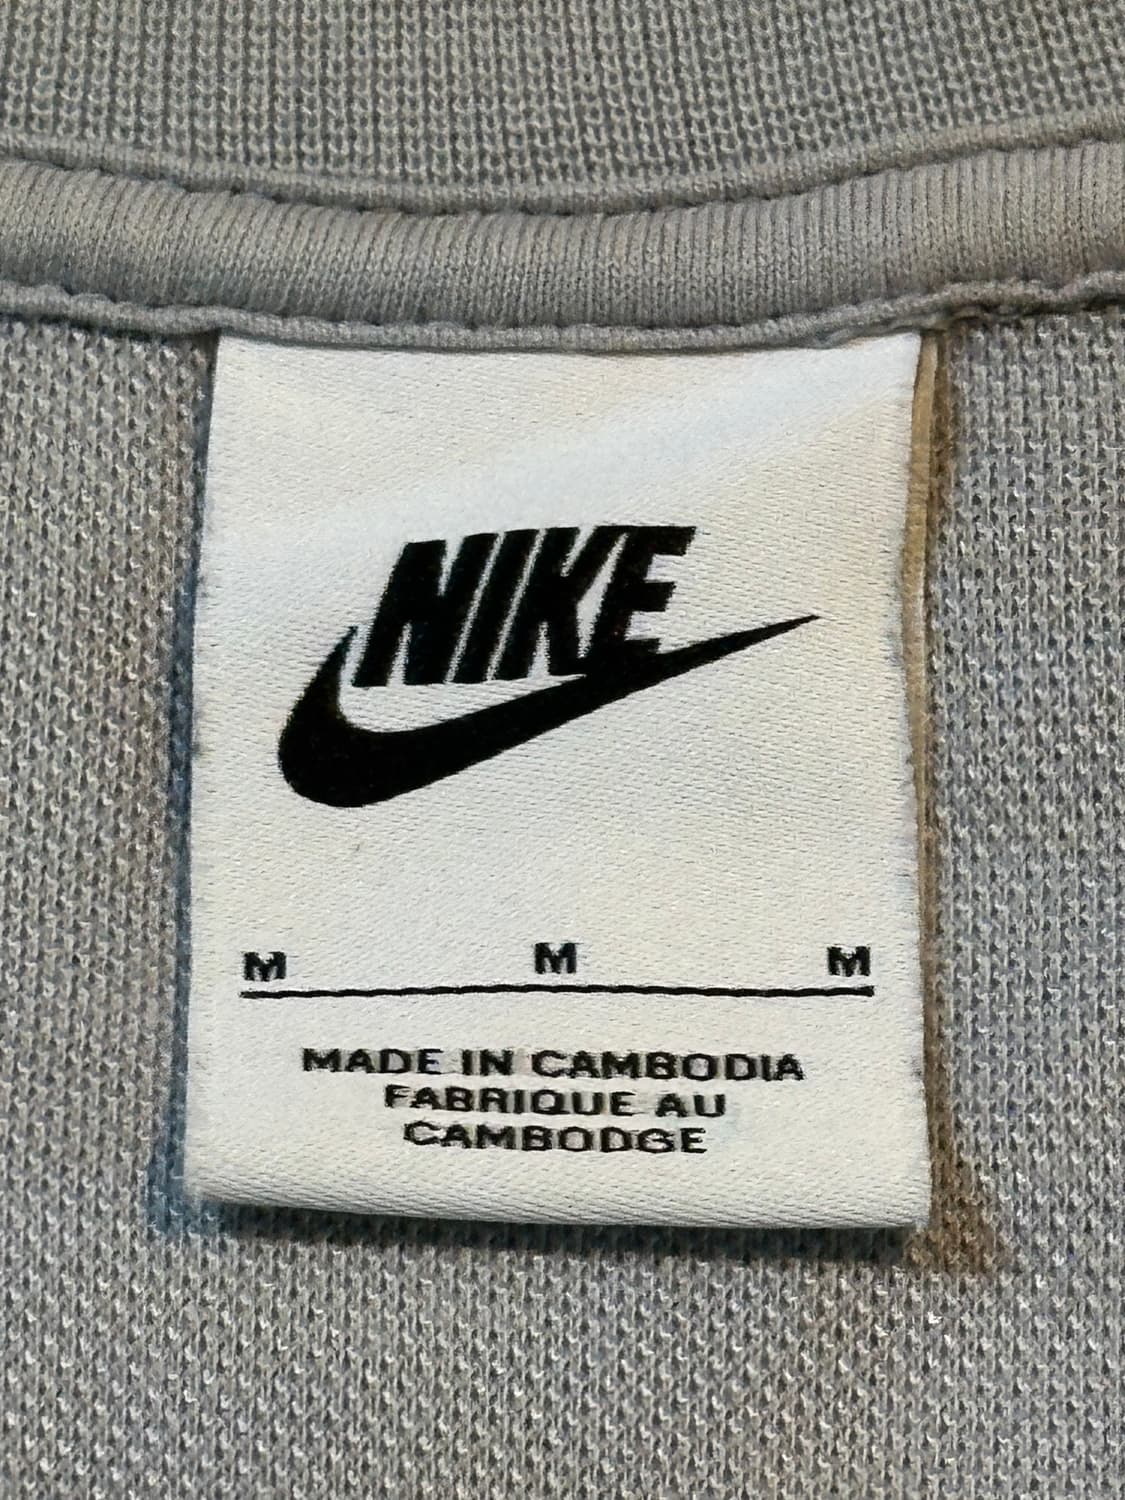 NIKE
M M M
MADE IN CAMBODIA
FABRIQUE AU
CAMBODGE